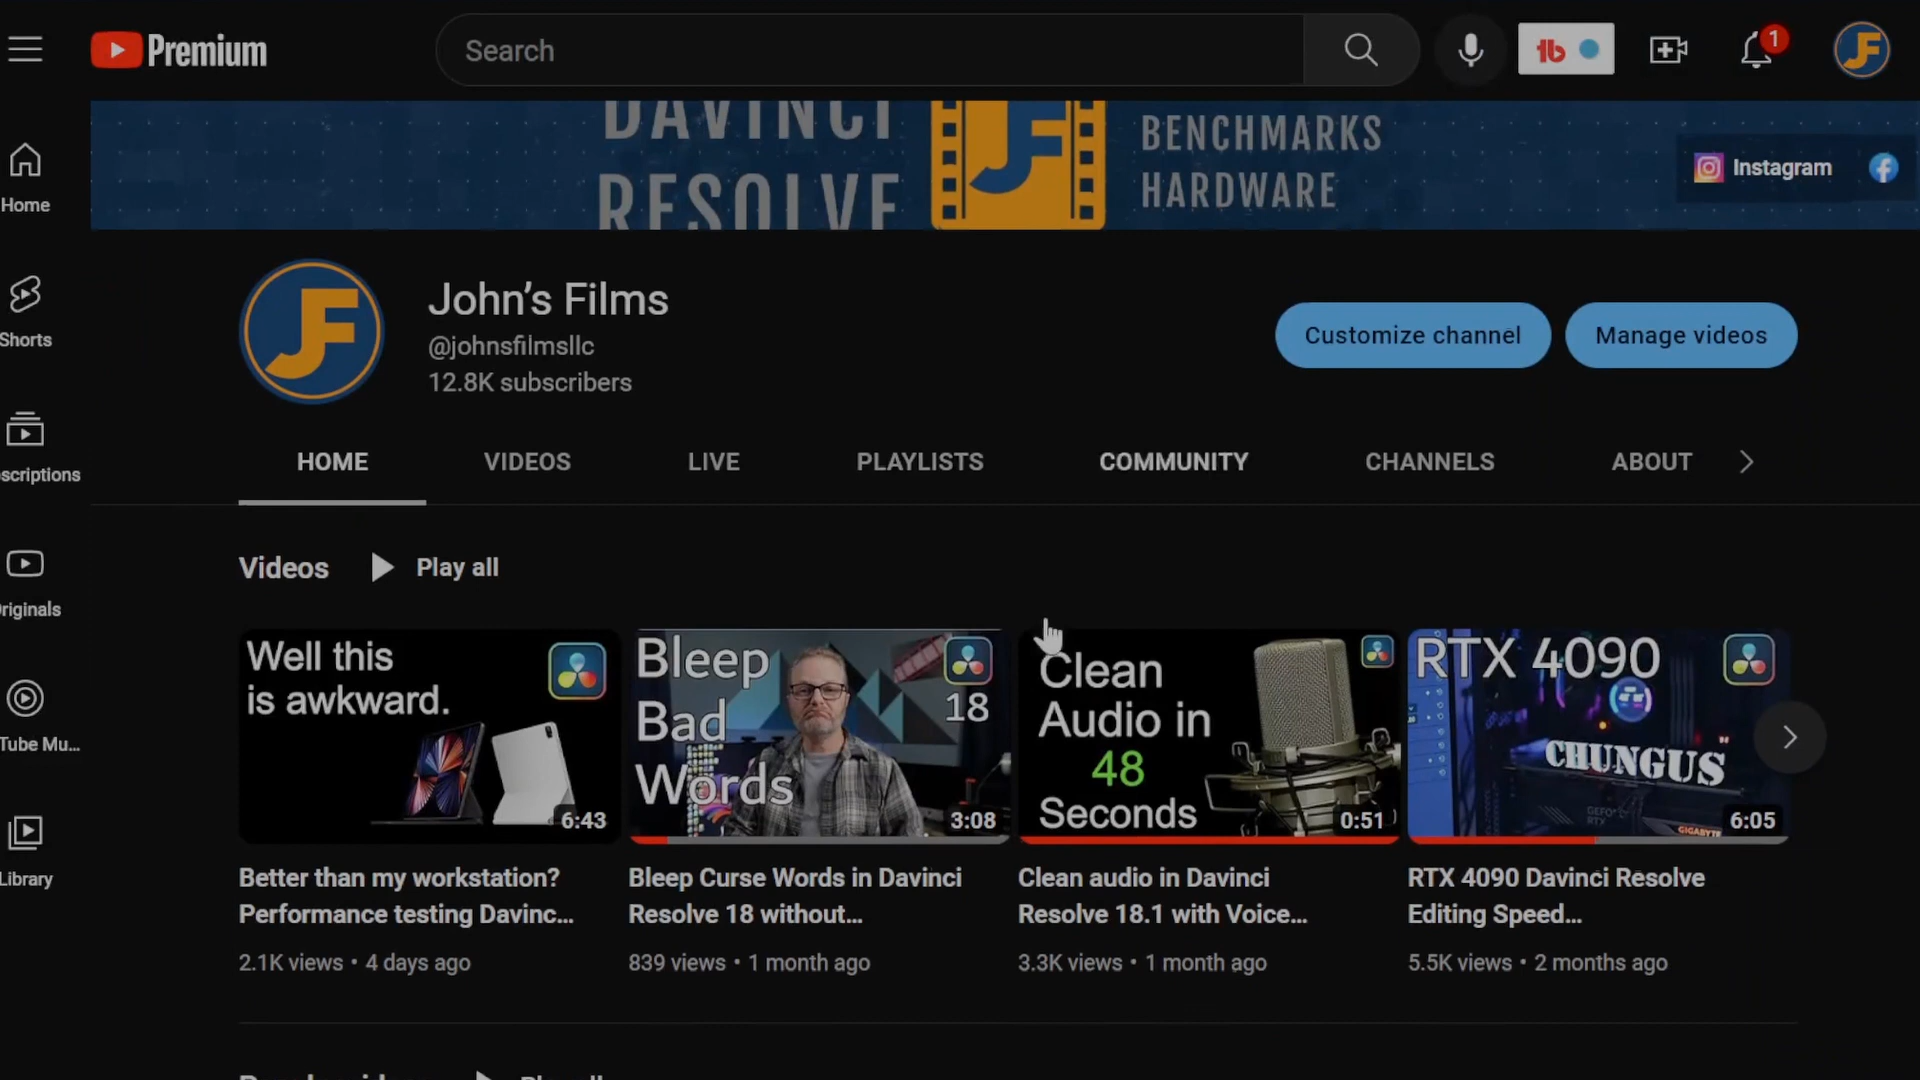 Premium
Search
1
DAVINCI
RESOLVE
JF
BENCHMARKS
HARDWARE
Instagram
Home
Shorts
scriptions
riginals
Tube Mu...
Library
John's Films
@johnsfilmsllc
12.8K subscribers
Customize channel
Manage videos
HOME
VIDEOS
LIVE
PLAYLISTS
COMMUNITY
CHANNELS
ABOUT
Videos
Play all
Well this
is awkward.
6:43
Better than my workstation?
Performance testing Davinc...
2.1K views • 4 days ago
Bleep
Bad
Words
18
3:08
Bleep Curse Words in Davinci
Resolve 18 without...
839 views • 1 month ago
Clean
Audio in
48
Seconds
0:51
Clean audio in Davinci
Resolve 18.1 with Voice...
3.3K views • 1 month ago
RTX 4090
CHUNGUS
GIGABYTE
6:05
RTX 4090 Davinci Resolve
Editing Speed...
5.5K views • 2 months ago